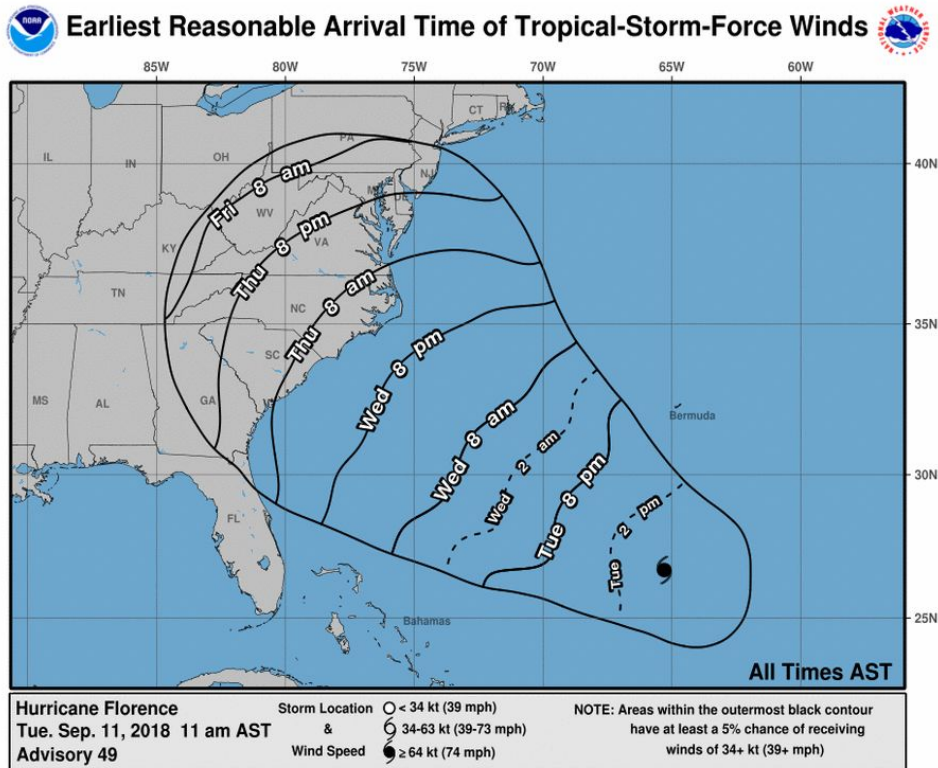 NOAA
Earliest Reasonable Arrival Time of Tropical-Storm-Force Winds
85W 80W 75W 70W 65W 60W
CT
PA
IL IN OH
40N
Fri 8 am
NJ
WV
Thu 8 pm
VA
KY
Thu 8 am
TN
NC
35N
SC
Wed 8 pm
MS AL GA
Wed 8 am
Bermuda
Wed 2 am
30N
Tue 8 pm
FL
Tue 2 pm
25N
Bahamas
All Times AST
Hurricane Florence
Tue. Sep. 11, 2018 11 am AST
Advisory 49
Storm Location
&
Wind Speed
< 34 kt (39 mph)
34-63 kt (39-73 mph)
≥ 64 kt (74 mph)
NOTE: Areas within the outermost black contour
have at least a 5% chance of receiving
winds of 34+ kt (39+ mph)